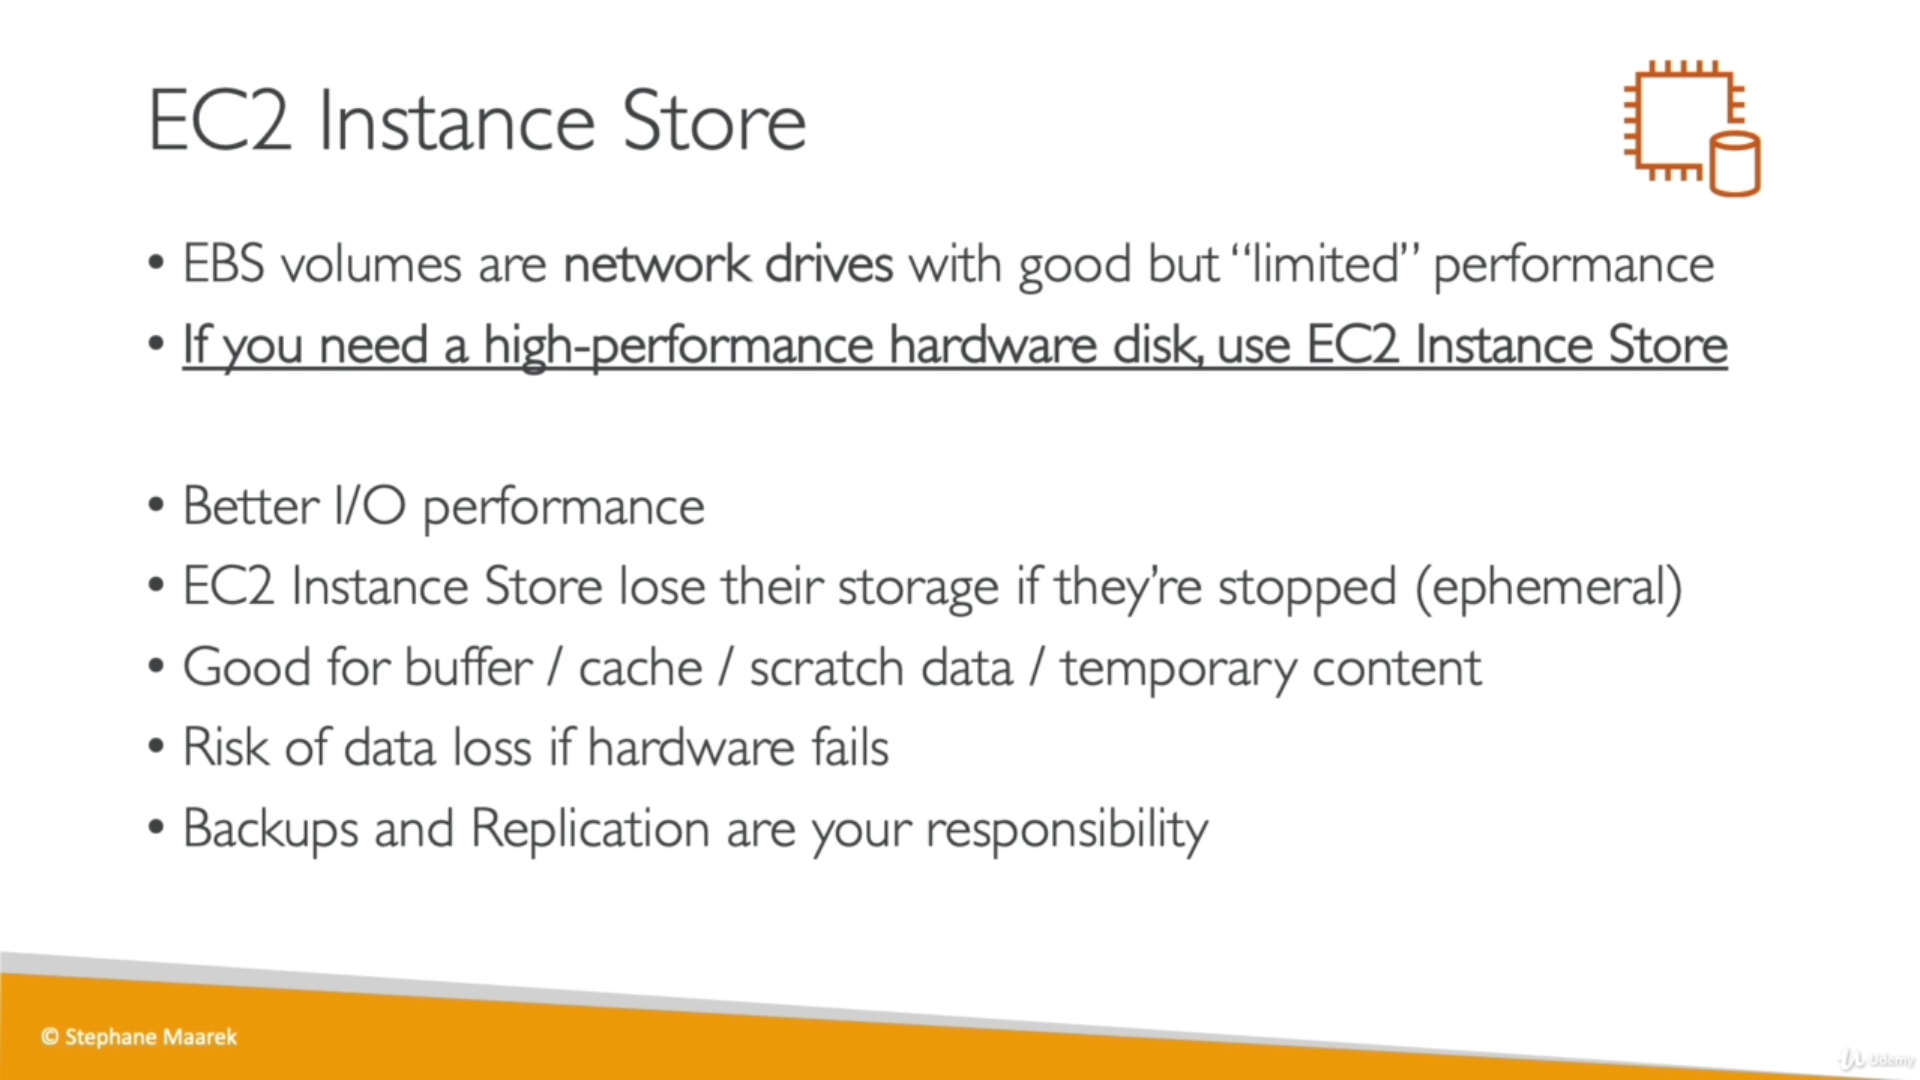 EC2 Instance Store
• EBS volumes are network drives with good but “limited” performance
• If you need a high-performance hardware disk, use EC2 Instance Store
• Better I/O performance
• EC2 Instance Store lose their storage if they’re stopped (ephemeral)
• Good for buffer / cache / scratch data / temporary content
• Risk of data loss if hardware fails
• Backups and Replication are your responsibility
© Stephane Maarek
Udemy